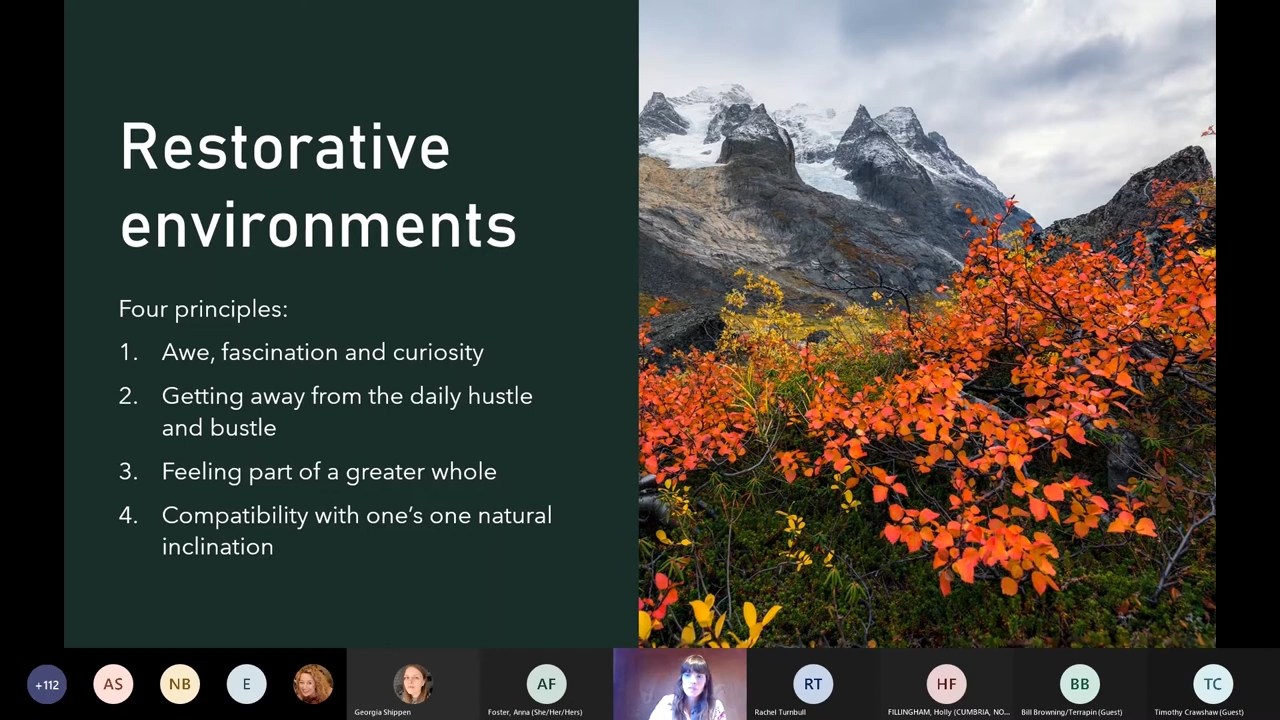 Restorative
environments
Four principles:
1. Awe, fascination and curiosity
2. Getting away from the daily hustle
and bustle
3. Feeling part of a greater whole
4. Compatibility with one's one natural
inclination
+112
AS
NB
E
Georgia Shippen
AF
Foster, Anna (She/Her/Hers)
RT
Rachel Turnbull
HF
FILLINGHAM, Holly (CUMBRIA, NO...
BB
Bill Browning/Terrapin (Guest)
TC
Timothy Crawshaw (Guest)